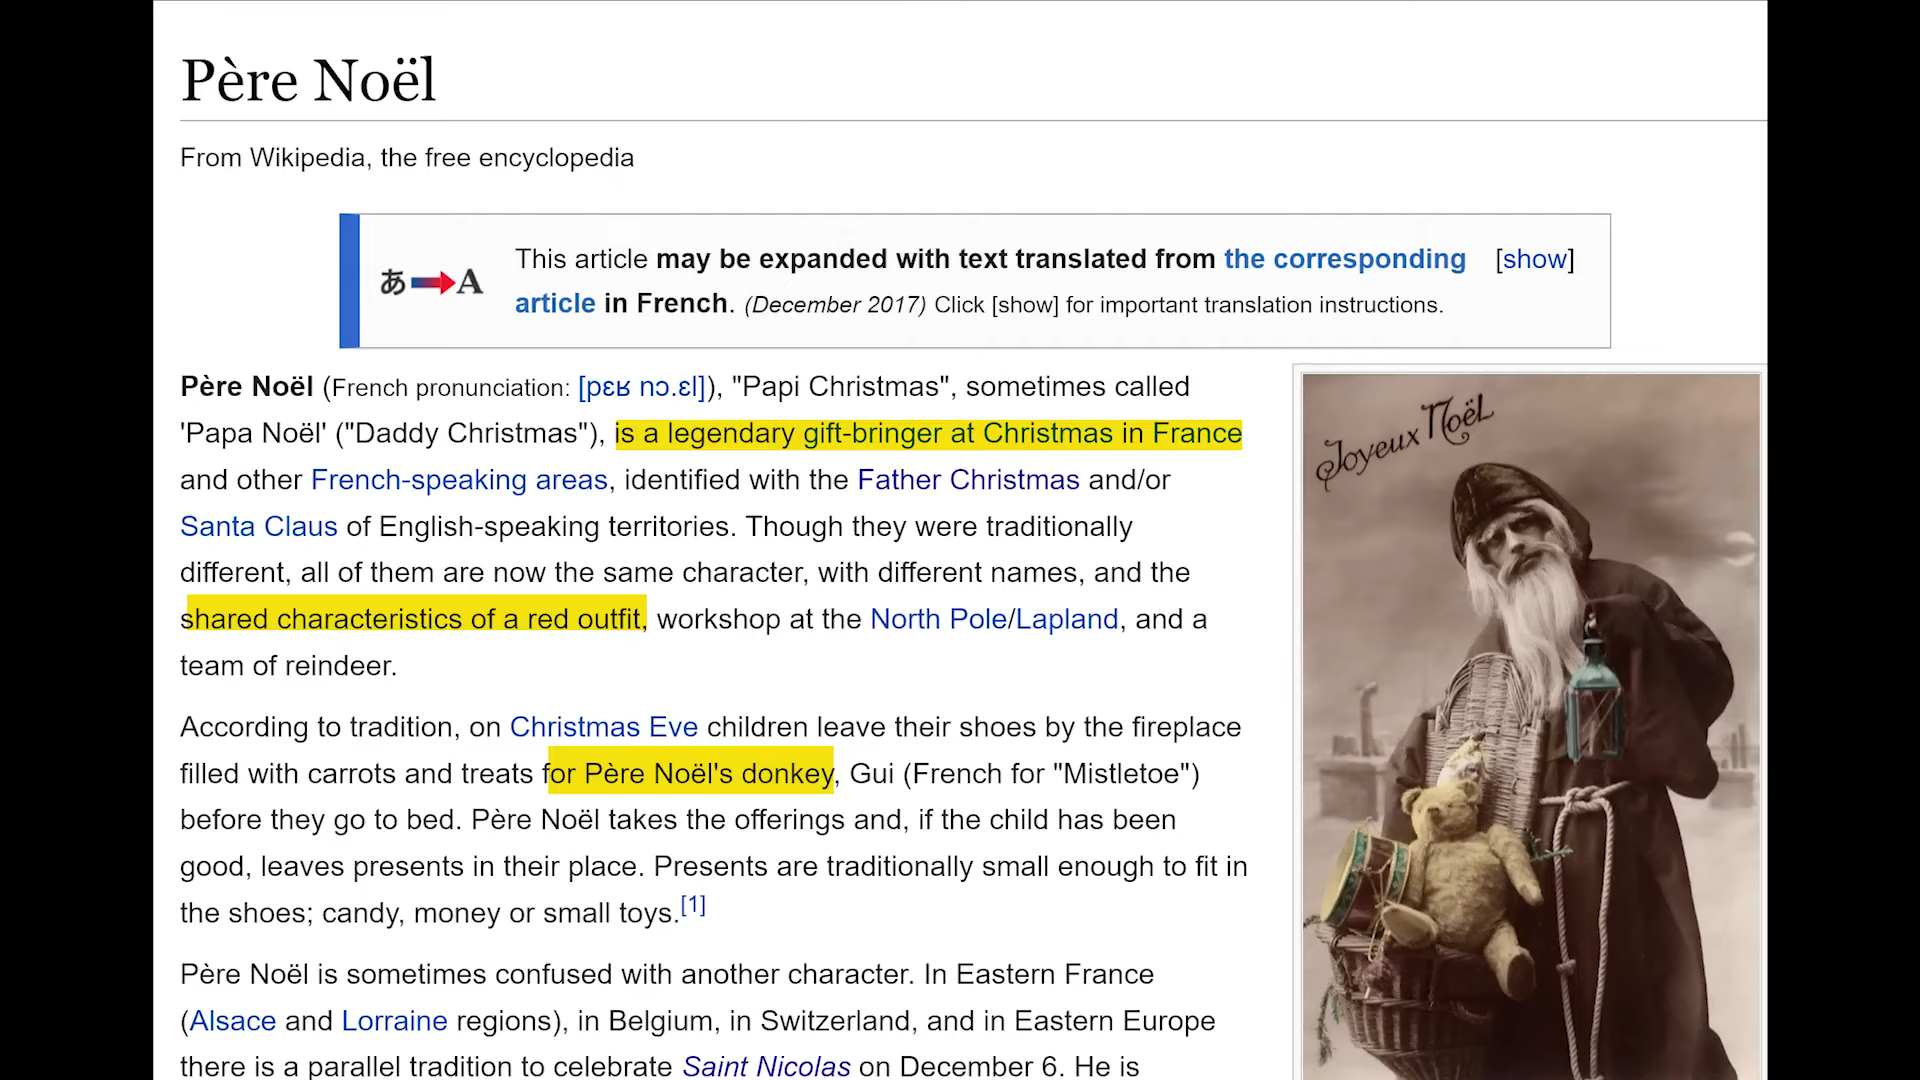 Père Noël
From Wikipedia, the free encyclopedia
あ A
This article may be expanded with text translated from the corresponding [show]
article in French. (December 2017) Click [show] for important translation instructions.
Père Noël (French pronunciation: [pɛʁ nɔ.ɛl]), "Papi Christmas", sometimes called
'Papa Noël' ("Daddy Christmas"), is a legendary gift-bringer at Christmas in France
and other French-speaking areas, identified with the Father Christmas and/or
Santa Claus of English-speaking territories. Though they were traditionally
different, all of them are now the same character, with different names, and the
shared characteristics of a red outfit, workshop at the North Pole/Lapland, and a
team of reindeer.
According to tradition, on Christmas Eve children leave their shoes by the fireplace
filled with carrots and treats for Père Noël's donkey, Gui (French for "Mistletoe")
before they go to bed. Père Noël takes the offerings and, if the child has been
good, leaves presents in their place. Presents are traditionally small enough to fit in
the shoes; candy, money or small toys.[1]
Père Noël is sometimes confused with another character. In Eastern France
(Alsace and Lorraine regions), in Belgium, in Switzerland, and in Eastern Europe
there is a parallel tradition to celebrate Saint Nicolas on December 6. He is
Joyeux Noël